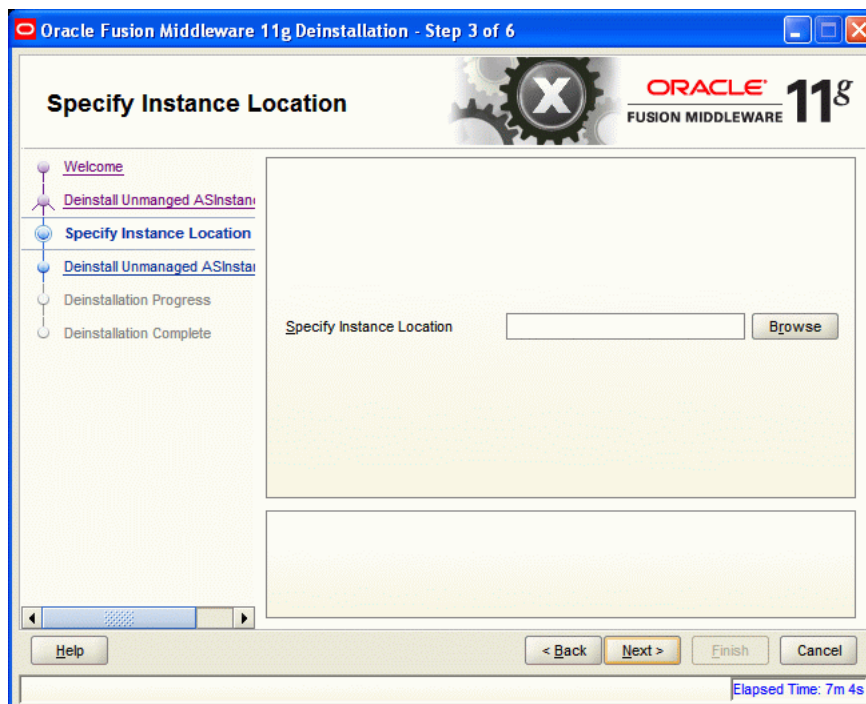 Oracle Fusion Middleware 11g Deinstallation - Step 3 of 6
Specify Instance Location
X
ORACLE
FUSION MIDDLEWARE
11g
Welcome
Deinstall Unmanged ASInstan
Specify Instance Location
Deinstall Unmanaged ASInstan
Deinstallation Progress
Deinstallation Complete
Specify Instance Location
Browse
Help
< Back
Next >
Finish
Cancel
Elapsed Time: 7m 4s